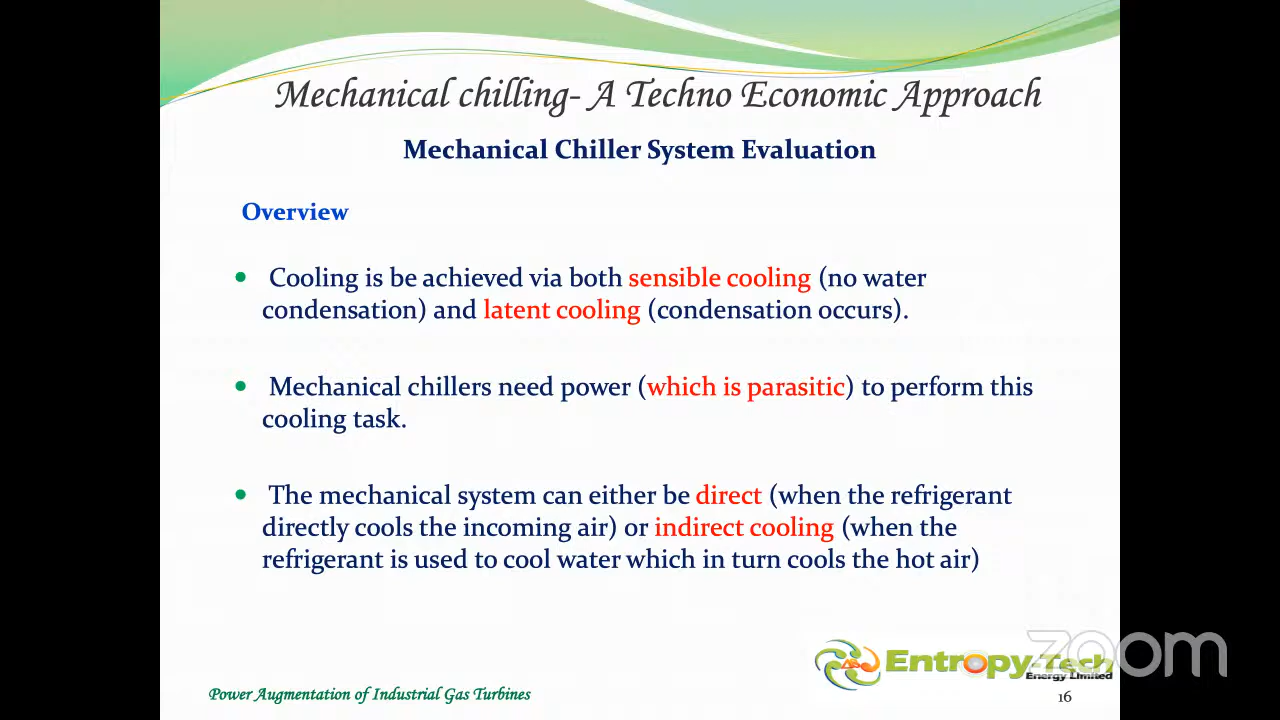 Mechanical chilling- A Techno Economic Approach
Mechanical Chiller System Evaluation
Overview
• Cooling is be achieved via both sensible cooling (no water
condensation) and latent cooling (condensation occurs).
• Mechanical chillers need power (which is parasitic) to perform this
cooling task.
• The mechanical system can either be direct (when the refrigerant
directly cools the incoming air) or indirect cooling (when the
refrigerant is used to cool water which in turn cools the hot air)
zoom
Entropy-Tech
Energy Limited
Power Augmentation of Industrial Gas Turbines
16